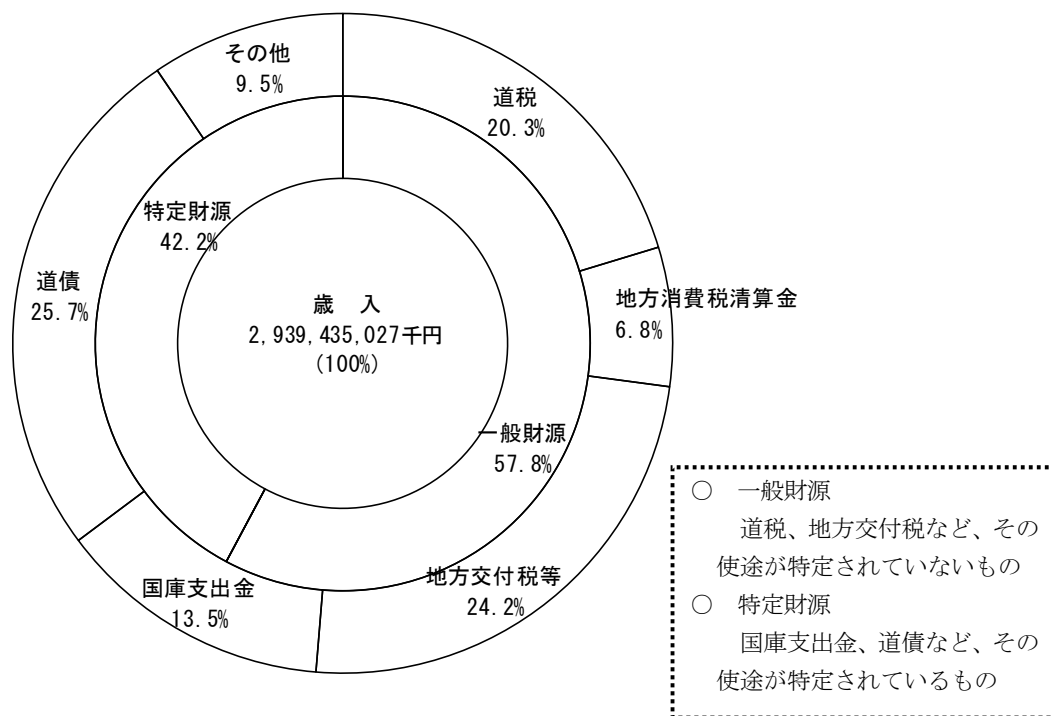 その他
9.5%
道税
20.3%
特定財源
42.2%
道債
25.7%
地方消費税清算金
6.8%
歳 入
2,939,435,027千円
(100%)
一般財源
57.8%
地方交付税等
24.2%
国庫支出金
13.5%
○ 一般財源
道税、地方交付税など、その
使途が特定されていないもの
○ 特定財源
国庫支出金、道債など、その
使途が特定されているもの